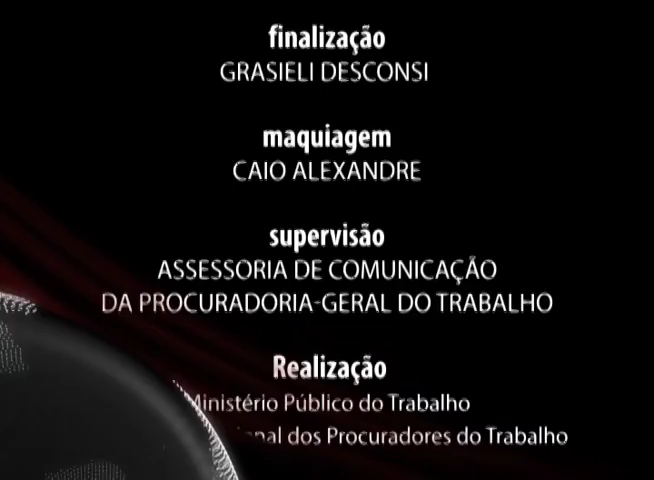 finalização
GRASIELI DESCONSI
maquiagem
CAIO ALEXANDRE
supervisão
ASSESSORIA DE COMUNICAÇÃO
DA PROCURADORIA-GERAL DO TRABALHO
Realização
Ministério Público do Trabalho
dos Procuradores do Trabalho